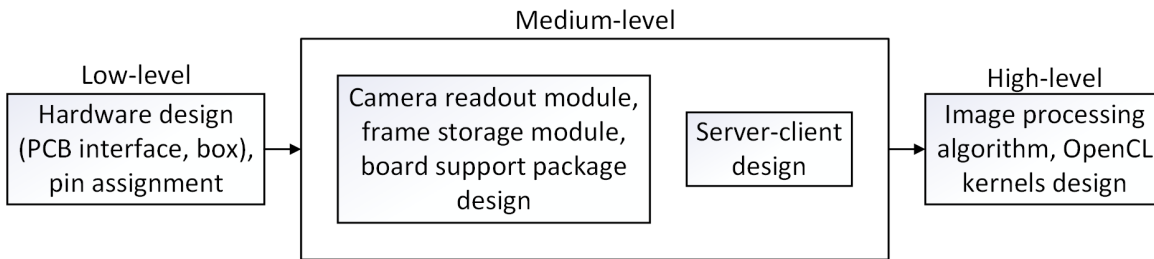 Medium-level
Low-level
Hardware design
(PCB interface, box),
pin assignment
Camera readout module,
frame storage module,
board support package
design
Server-client
design
High-level
Image processing
algorithm, OpenCL
kernels design